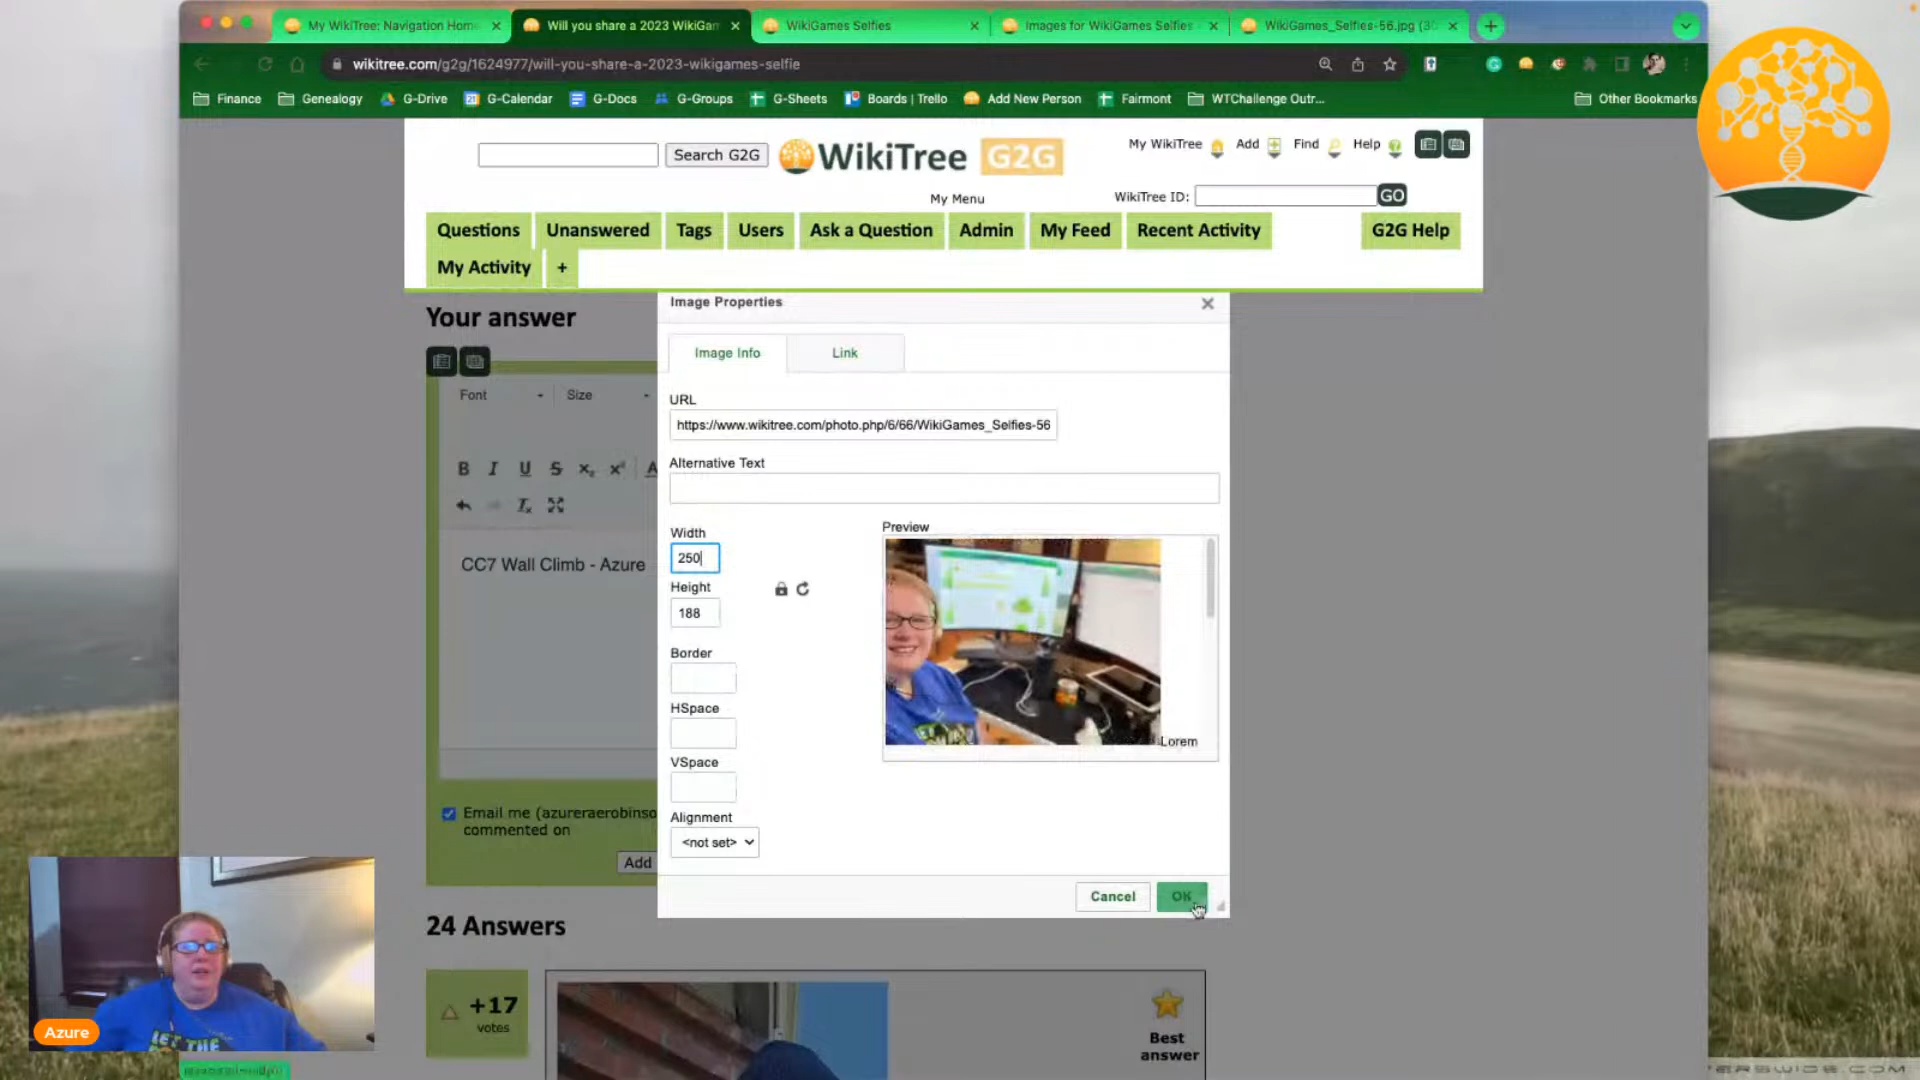 My WikiTree: Navigation Home
Will you share a 2023 WikiGam
WikiGames Selfies
Images for WikiGames Selfies
WikiGames_Selfies-56.jpg (30
wikitree.com/g2g/1624977/will-you-share-a-2023-wikigames-selfie
Finance
Genealogy
G-Drive
G-Calendar
G-Docs
G-Groups
G-Sheets
Boards | Trello
Add New Person
Fairmont
WTChallenge Outr...
Other Bookmarks
Search G2G
WikiTree G2G
My WikiTree
Add
Find
Help
My Menu
WikiTree ID:
GO
Questions
Unanswered
Tags
Users
Ask a Question
Admin
My Feed
Recent Activity
G2G Help
My Activity
+
Your answer
Font
Size
B I U S x₂ x² A
CC7 Wall Climb - Azure
Email me (azureraerobinso
commented on
Add
Image Properties
Image Info
Link
URL
https://www.wikitree.com/photo.php/6/66/WikiGames_Selfies-56
Alternative Text
Width
250
Height
188
Border
HSpace
VSpace
Alignment
<not set>
Preview
Lorem
Cancel
OK
24 Answers
+17
votes
Best
answer
LET THE
Azure